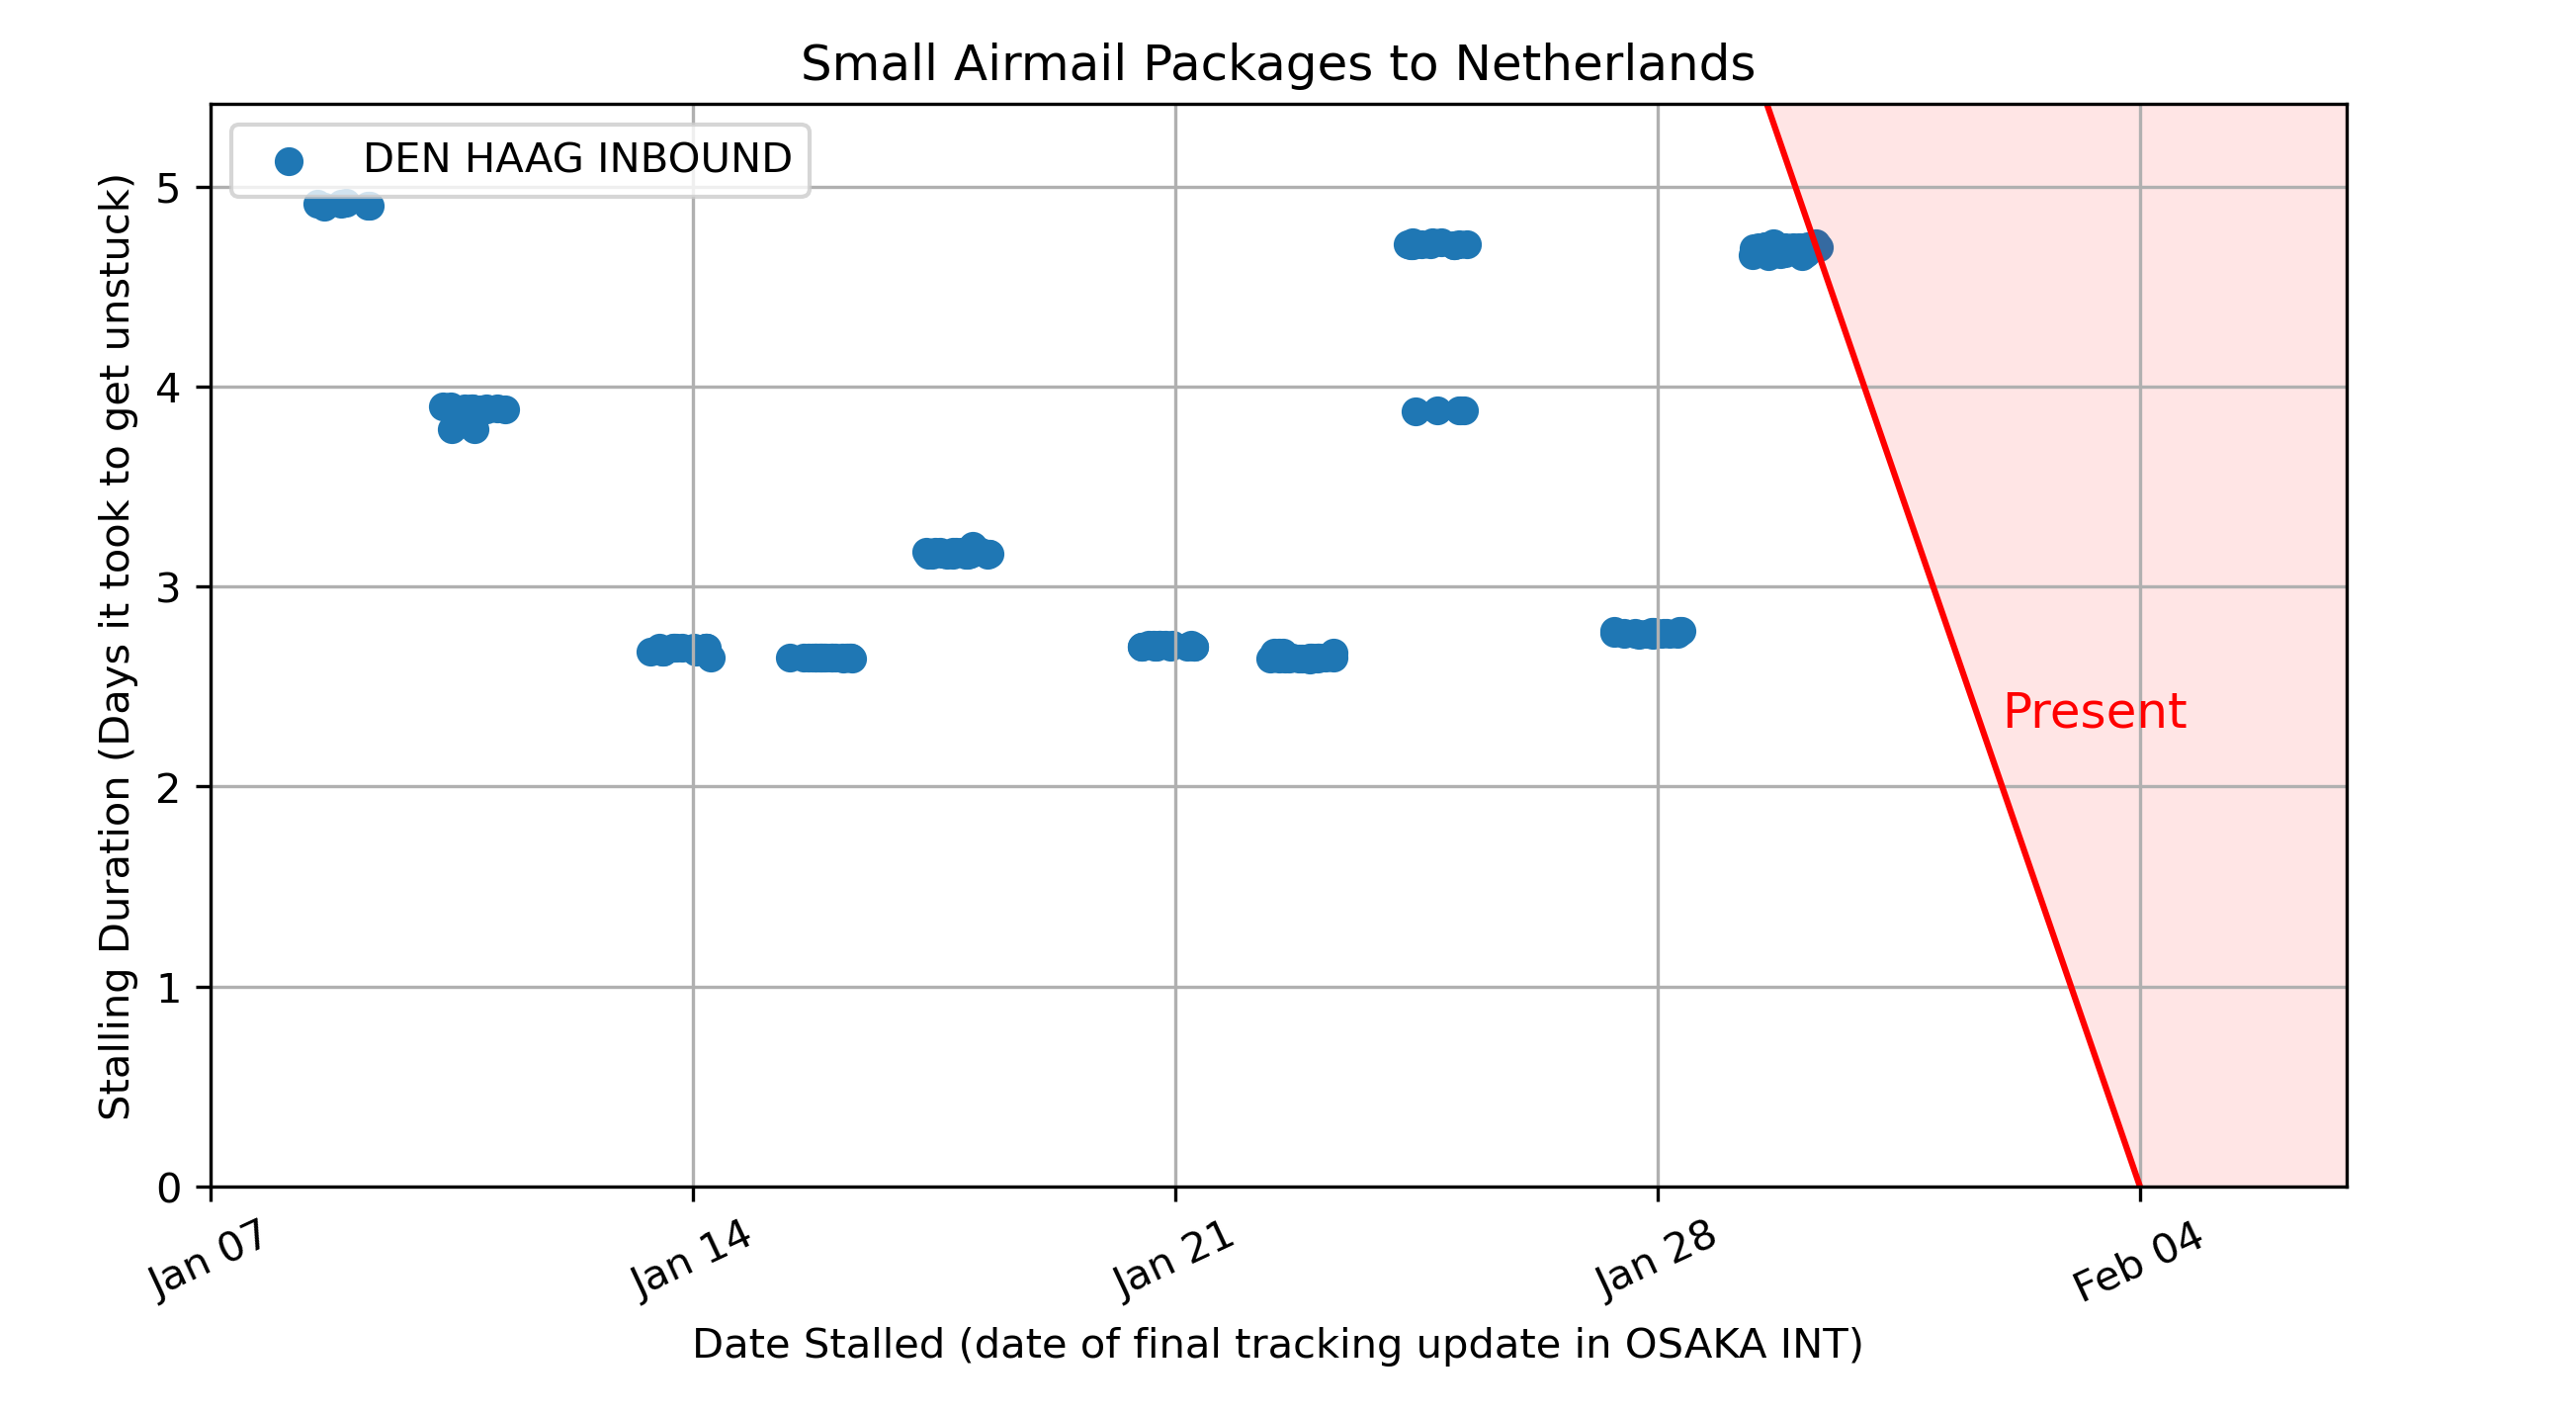 Small Airmail Packages to Netherlands
DEN HAAG INBOUND
Stalling Duration (Days it took to get unstuck)
5
4
3
2
1
0
Present
Jan 07
Jan 14
Jan 21
Jan 28
Feb 04
Date Stalled (date of final tracking update in OSAKA INT)